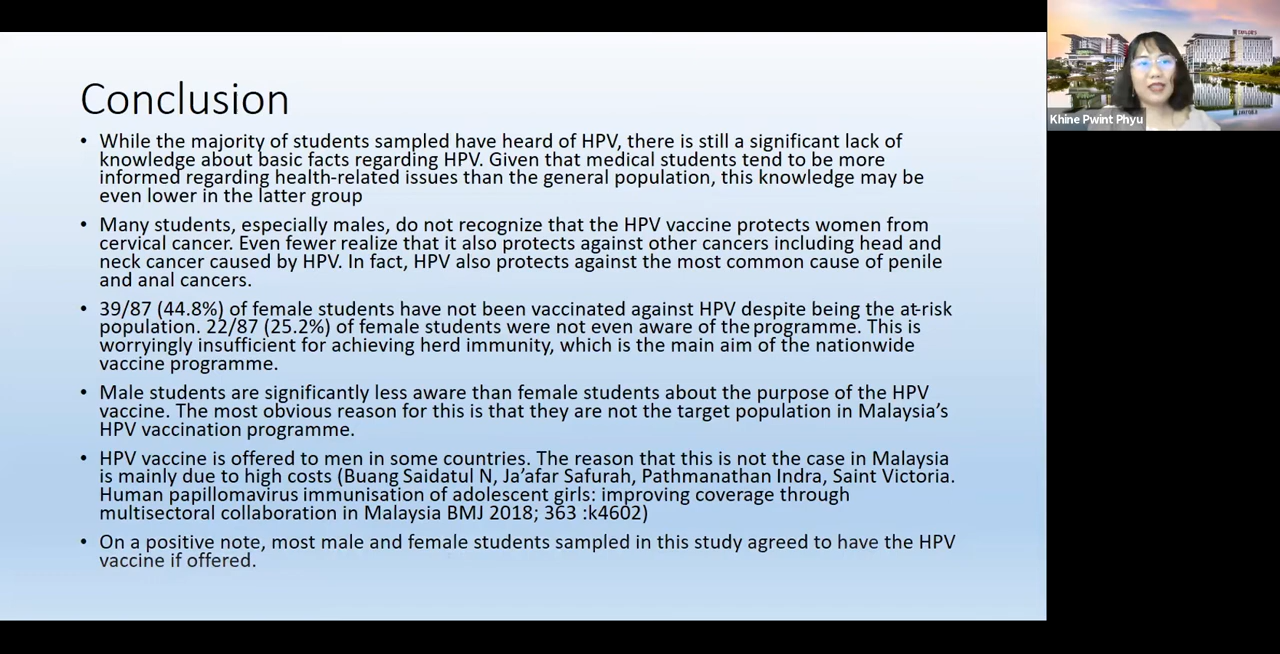 Conclusion
• While the majority of students sampled have heard of HPV, there is still a significant lack of
knowledge about basic facts regarding HPV. Given that medical students tend to be more
informed regarding health-related issues than the general population, this knowledge may be
even lower in the latter group
• Many students, especially males, do not recognize that the HPV vaccine protects women from
cervical cancer. Even fewer realize that it also protects against other cancers including head and
neck cancer caused by HPV. In fact, HPV also protects against the most common cause of penile
and anal cancers.
• 39/87 (44.8%) of female students have not been vaccinated against HPV despite being the at-risk
population. 22/87 (25.2%) of female students were not even aware of the programme. This is
worryingly insufficient for achieving herd immunity, which is the main aim of the nationwide
vaccine programme.
• Male students are significantly less aware than female students about the purpose of the HPV
vaccine. The most obvious reason for this is that they are not the target population in Malaysia's
HPV vaccination programme.
• HPV vaccine is offered to men in some countries. The reason that this is not the case in Malaysia
is mainly due to high costs (Buang Saidatul N, Ja'afar Safurah, Pathmanathan Indra, Saint Victoria.
Human papillomavirus immunisation of adolescent girls: improving coverage through
multisectoral collaboration in Malaysia BMJ 2018; 363 :k4602)
• On a positive note, most male and female students sampled in this study agreed to have the HPV
vaccine if offered.
Khine Pwint Phyu